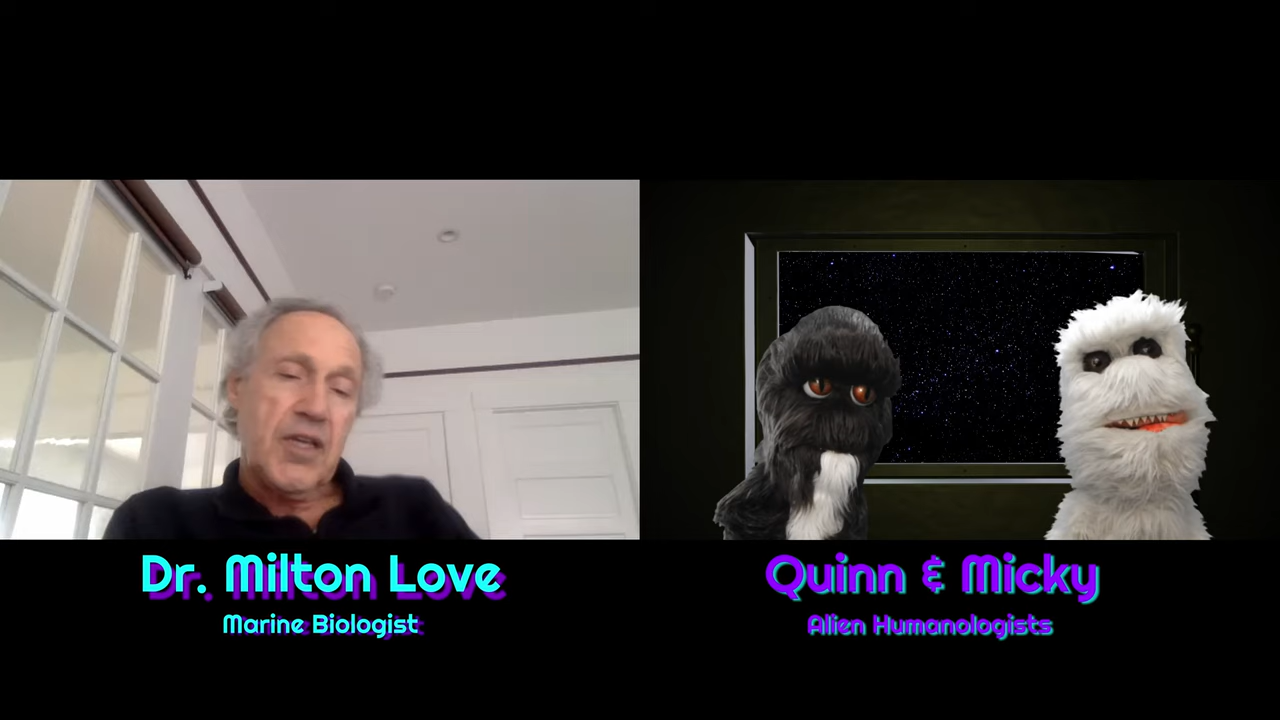 Dr. Milton Love
Marine Biologist
Quinn & Micky
Alien Humanologists